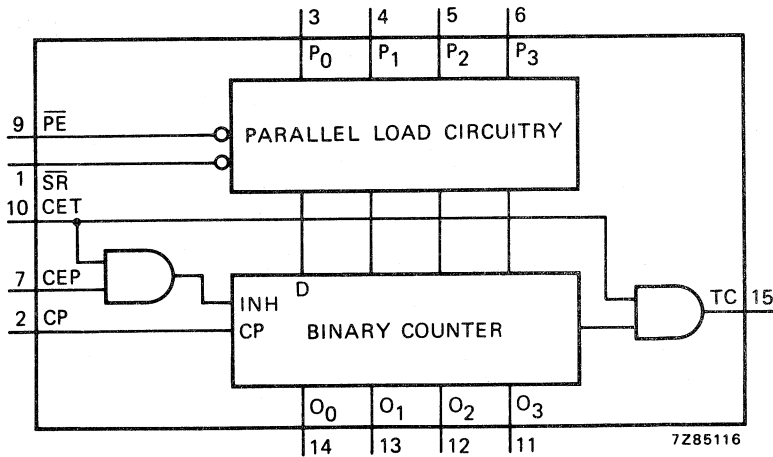 3 4 5 6
P0 P1 P2 P3
9 PE
PARALLEL LOAD CIRCUITRY
1 SR
10 CET
7 CEP
D
INH
TC 15
2 CP
CP
BINARY COUNTER
O0 O1 O2 O3
14 13 12 11
7Z85116